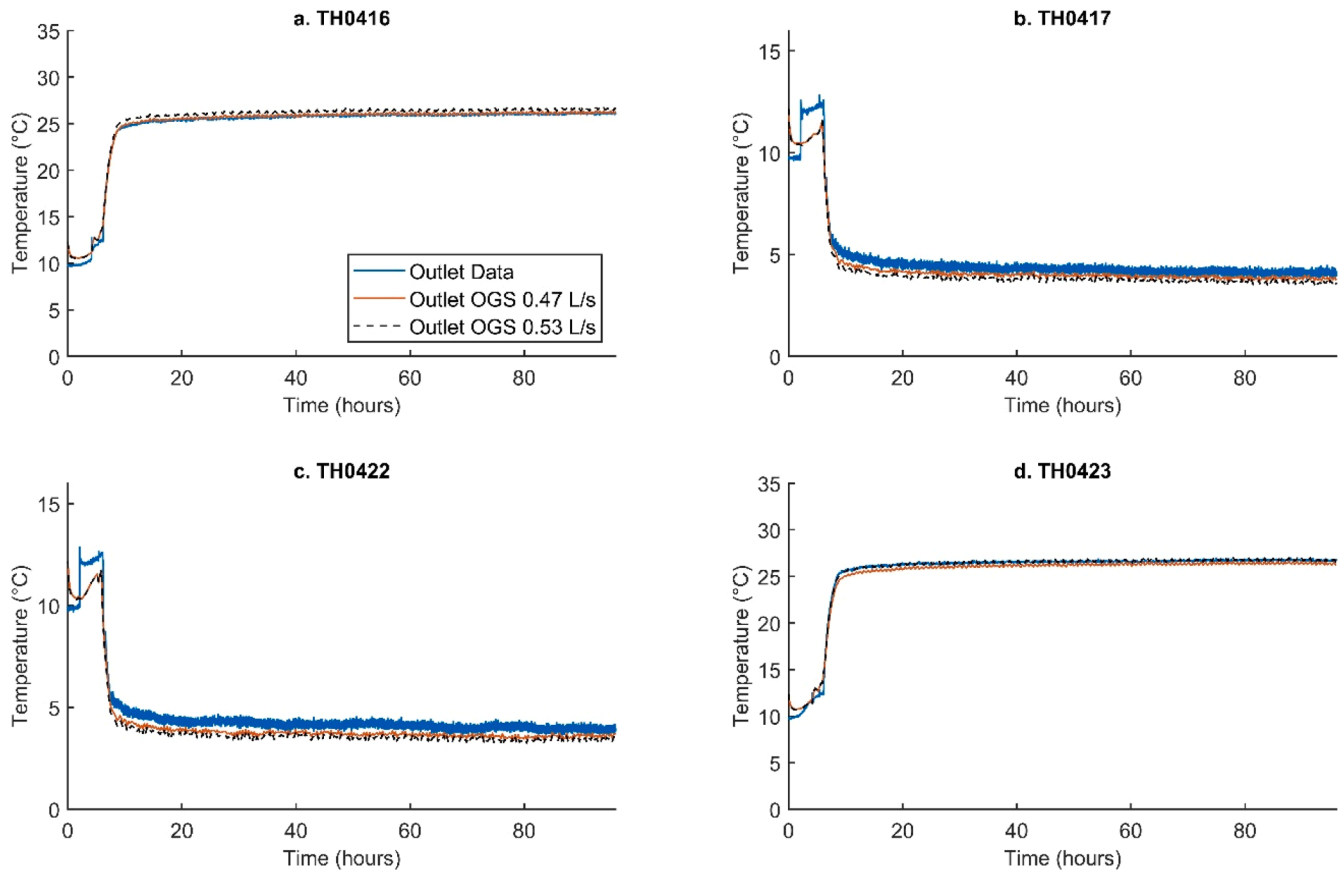 a. TH0416
35
30
25
20
15
10
5
0
Temperature (°C)
Outlet Data
Outlet OGS 0.47 L/s
Outlet OGS 0.53 L/s
0 20 40 60 80
Time (hours)
b. TH0417
15
10
5
0
Temperature (°C)
0 20 40 60 80
Time (hours)
c. TH0422
15
10
5
0
Temperature (°C)
0 20 40 60 80
Time (hours)
d. TH0423
35
30
25
20
15
10
5
0
Temperature (°C)
0 20 40 60 80
Time (hours)